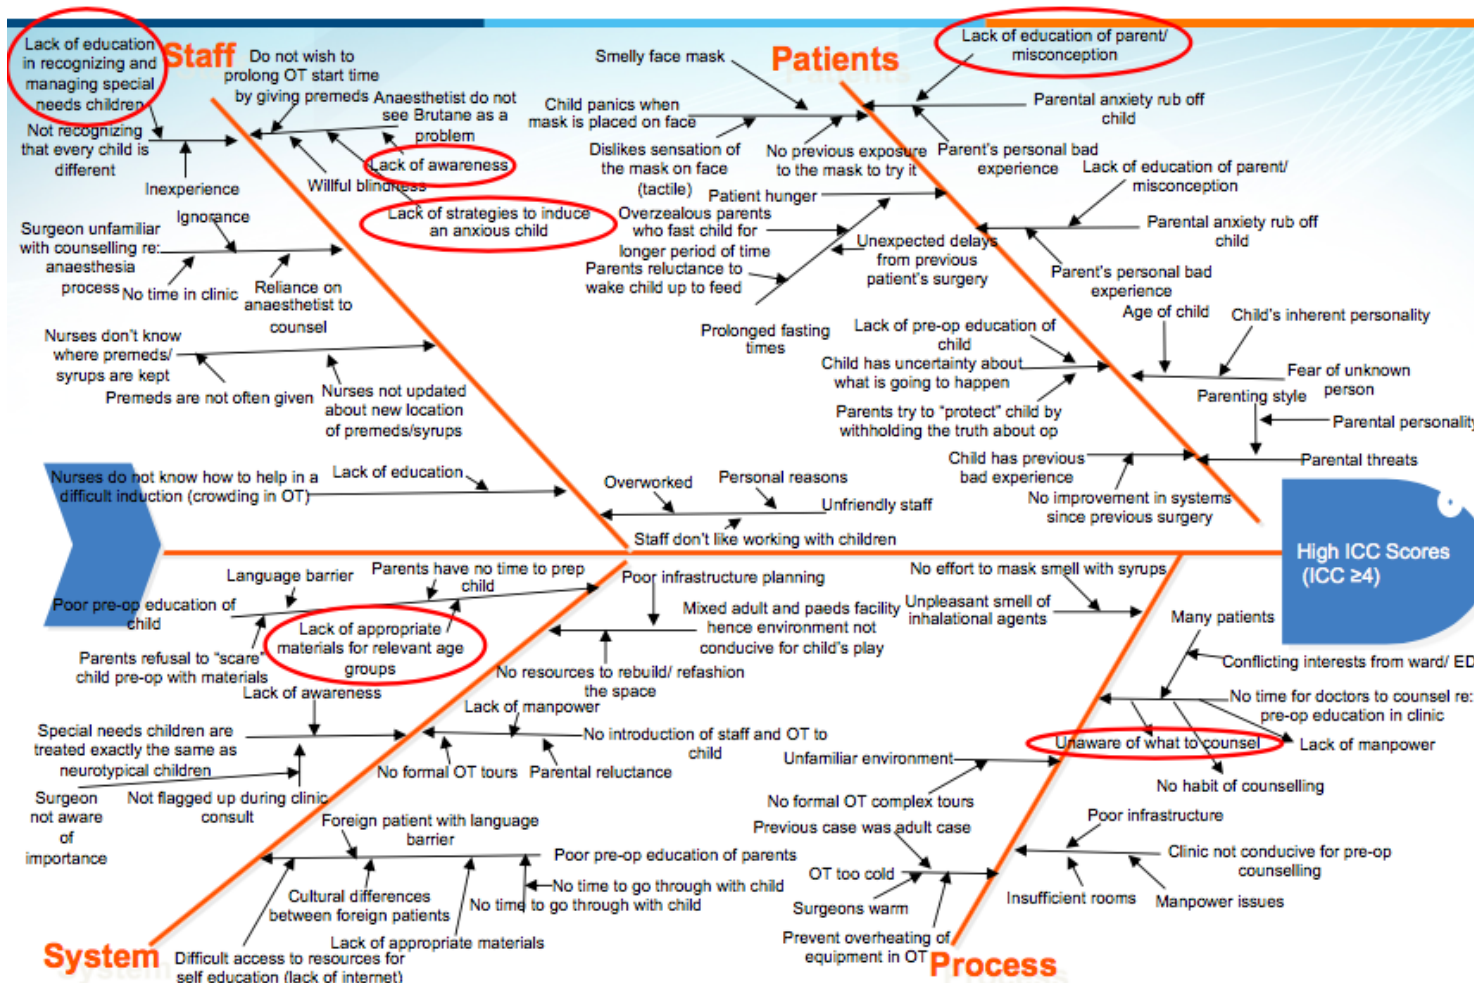 Lack of education
in recognizing and
managing special
needs children
Staff
Do not wish to
prolong OT start time
by giving premeds
Anaesthetist do not
see Brutane as a
problem
Not recognizing
that every child is
different
Lack of awareness
Willful blindness
Inexperience
Lack of strategies to induce
an anxious child
Ignorance
Surgeon unfamiliar
with counselling re:
anaesthesia
process
No time in clinic
Reliance on
anaesthetist to
counsel
Nurses don't know
where premeds/
syrups are kept
Premeds are not often given
Nurses not updated
about new location
of premeds/syrups
Nurses do not know how to help in a
difficult induction (crowding in OT)
Lack of education
Overworked
Personal reasons
Unfriendly staff
Staff don't like working with children
Patients
Smelly face mask
Lack of education of parent/
misconception
Child panics when
mask is placed on face
Parental anxiety rub off
child
Dislikes sensation of
the mask on face
(tactile)
No previous exposure
to the mask to try it
Parent's personal bad
experience
Lack of education of parent/
misconception
Patient hunger
Overzealous parents
who fast child for
longer period of time
Parental anxiety rub off
child
Unexpected delays
from previous
patient's surgery
Parents reluctance to
wake child up to feed
Parent's personal bad
experience
Prolonged fasting
times
Lack of pre-op education of
child
Age of child
Child's inherent personality
Child has uncertainty about
what is going to happen
Fear of unknown
person
Parents try to "protect" child by
withholding the truth about op
Parenting style
Parental personality
Child has previous
bad experience
Parental threats
No improvement in systems
since previous surgery
High ICC Scores
(ICC ≥4)
Language barrier
Parents have no time to prep
child
Poor pre-op education of
child
Lack of appropriate
materials for relevant age
groups
Parents refusal to "scare"
child pre-op with materials
Poor infrastructure planning
Mixed adult and paeds facility
hence environment not
conducive for child's play
No resources to rebuild/ refashion
the space
Lack of awareness
Special needs children are
treated exactly the same as
neurotypical children
Lack of manpower
No introduction of staff and OT to
child
No formal OT tours
Parental reluctance
Surgeon
not aware
of
importance
Not flagged up during clinic
consult
Foreign patient with language
barrier
Poor pre-op education of parents
Cultural differences
between foreign patients
No time to go through with child
No time to go through with child
Lack of appropriate materials
System
Difficult access to resources for
self education (lack of internet)
No effort to mask smell with syrups
Unpleasant smell of
inhalational agents
Many patients
Conflicting interests from ward/ ED
No time for doctors to counsel re:
pre-op education in clinic
Unaware of what to counsel
Lack of manpower
Unfamiliar environment
No habit of counselling
No formal OT complex tours
Previous case was adult case
Poor infrastructure
OT too cold
Clinic not conducive for pre-op
counselling
Surgeons warm
Insufficient rooms
Manpower issues
Prevent overheating of
equipment in OT
Process